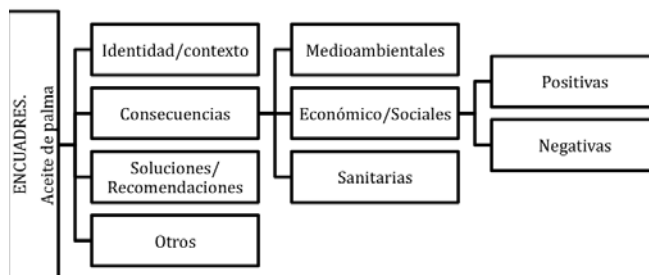 ENCUADRES.
Aceite de palma
Identidad/contexto
Consecuencias
Soluciones/
Recomendaciones
Otros
Medioambientales
Económico/Sociales
Sanitarias
Positivas
Negativas